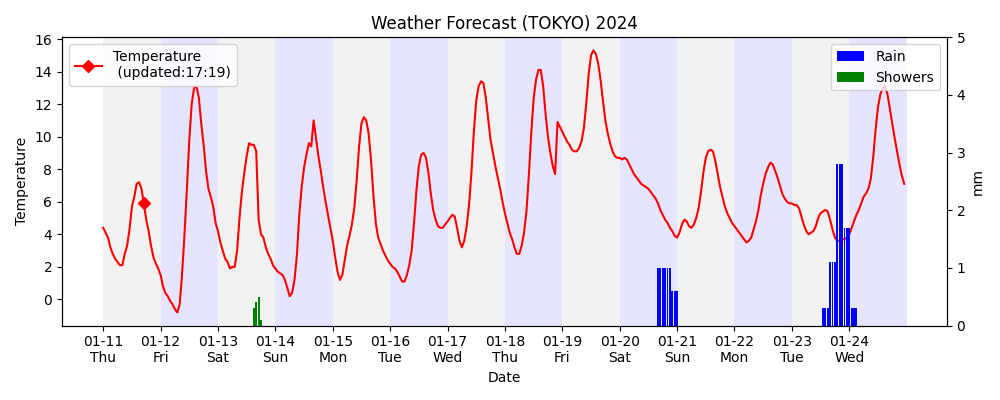 Weather Forecast (TOKYO) 2024
Temperature
(updated:17:19)
Rain
Showers
16
14
12
10
8
6
4
2
0
Temperature
5
4
3
2
1
0
mm
01-11 01-12 01-13 01-14 01-15 01-16 01-17 01-18 01-19 01-20 01-21 01-22 01-23 01-24
Thu Fri Sat Sun Mon Tue Wed Thu Fri Sat Sun Mon Tue Wed
Date